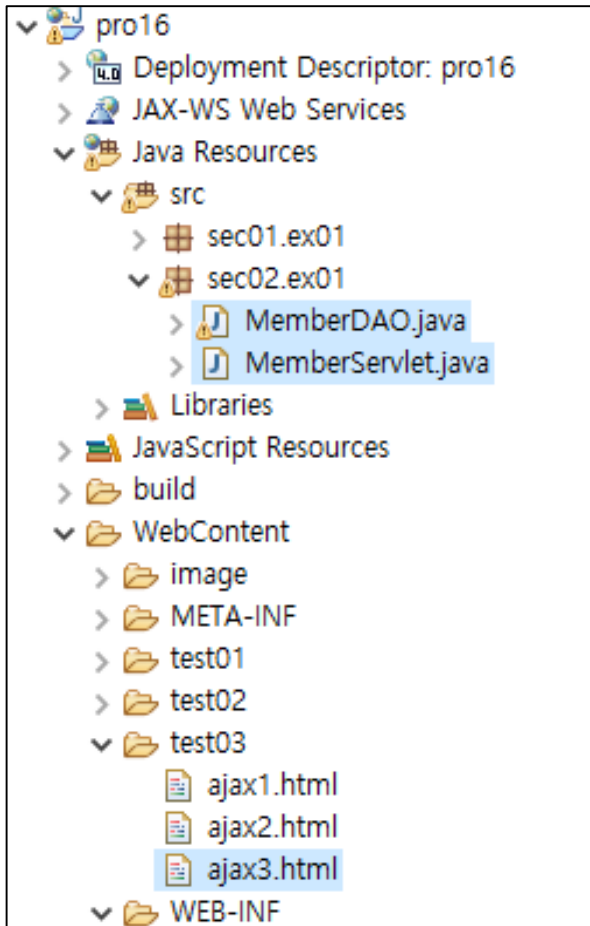 pro16
4.0 Deployment Descriptor: pro16
JAX-WS Web Services
Java Resources
src
sec01.ex01
sec02.ex01
J MemberDAO.java
J MemberServlet.java
Libraries
JavaScript Resources
build
WebContent
image
META-INF
test01
test02
test03
ajax1.html
ajax2.html
ajax3.html
WEB-INF